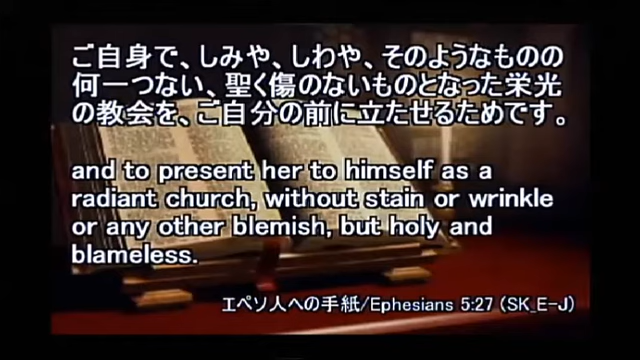 ご自身で、しみや、しわや、そのようなものの
何一つない、聖く傷のないものとなった栄光
の教会を、ご自分の前に立たせるためです。
and to present her to himself as a
radiant church, without stain or wrinkle
or any other blemish, but holy and
blameless.
エペソ人への手紙/Ephesians 5:27 (SK_E-J)